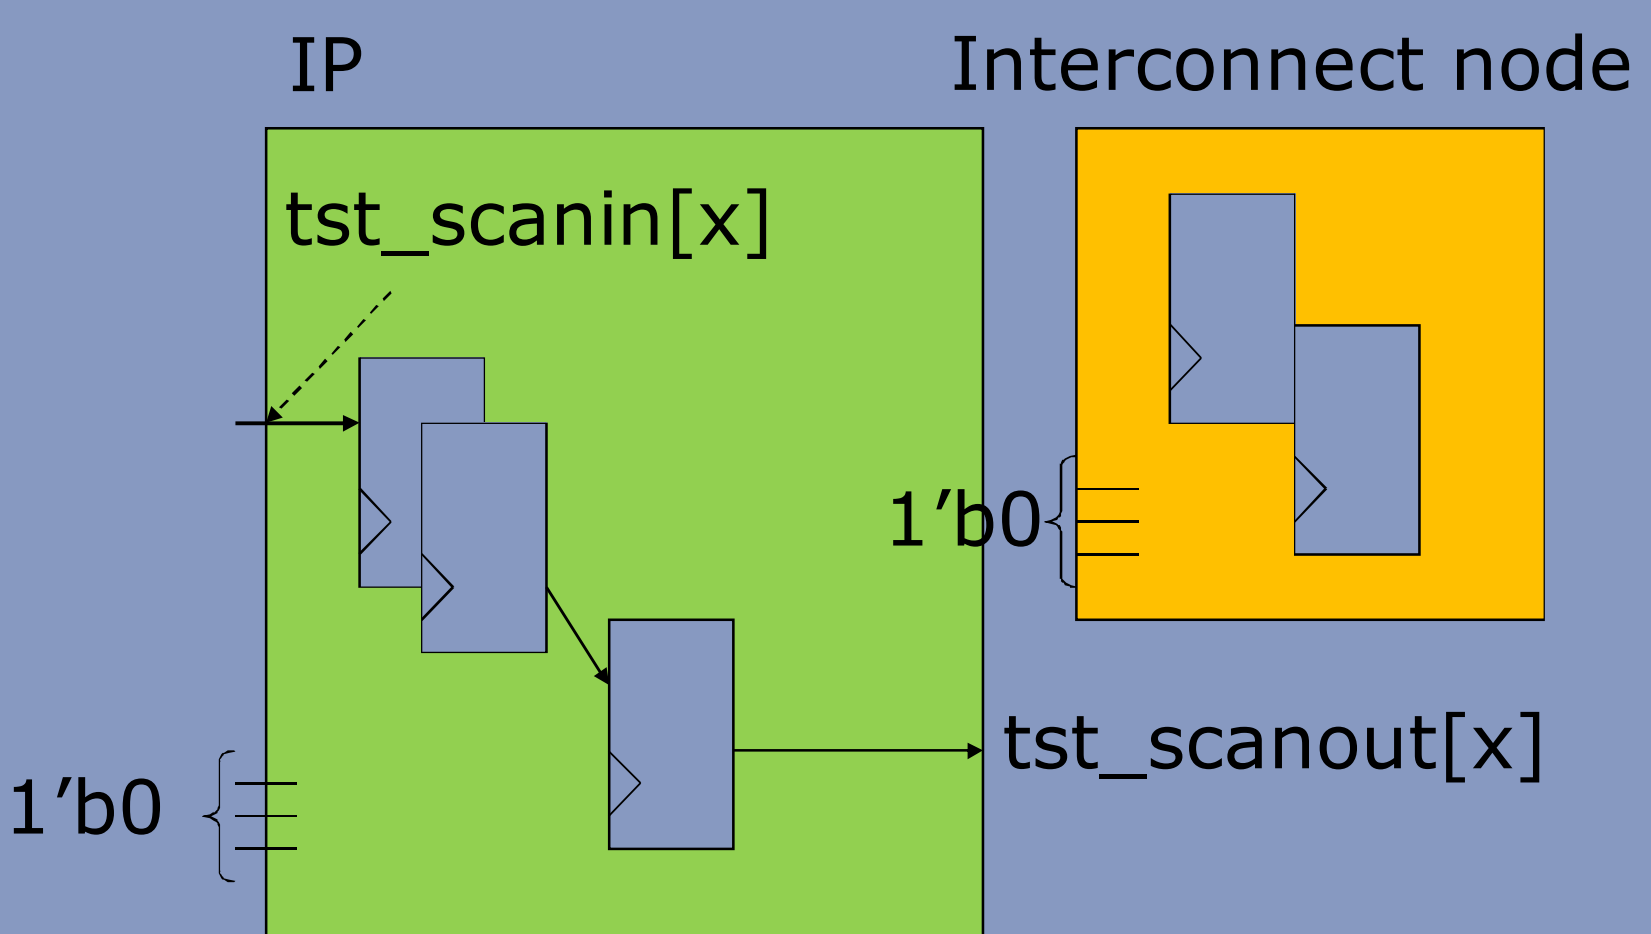 IP
Interconnect node
tst_scanin[x]
1’b0
tst_scanout[x]
1’b0